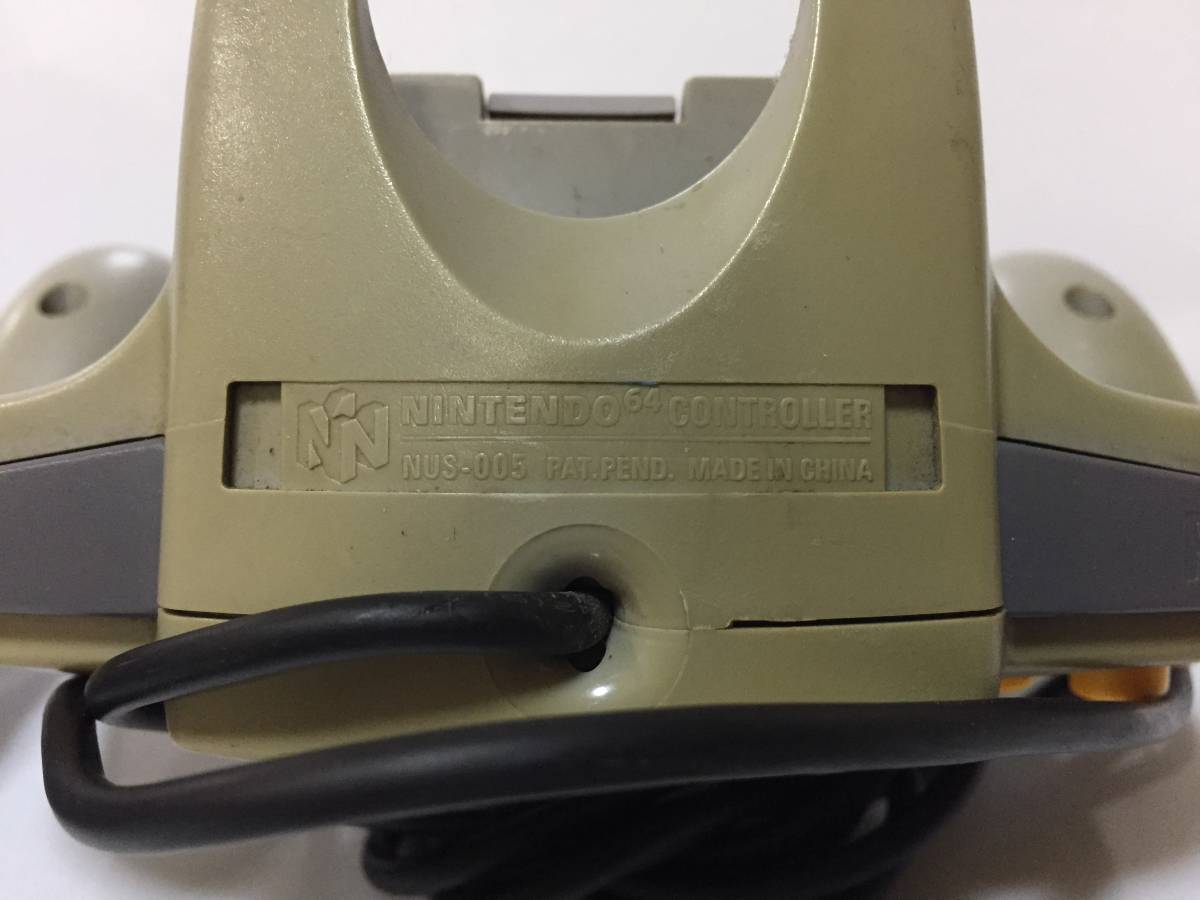 NINTENDO64 CONTROLLER
NUS-005 PAT.PEND. MADE IN CHINA